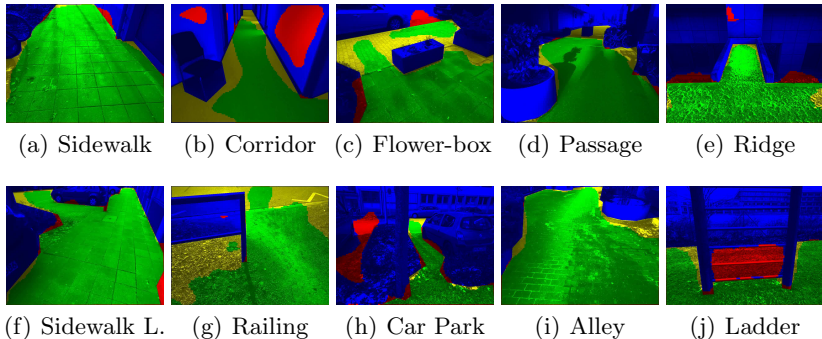 (a) Sidewalk (b) Corridor (c) Flower-box (d) Passage (e) Ridge
(f) Sidewalk L. (g) Railing (h) Car Park (i) Alley (j) Ladder